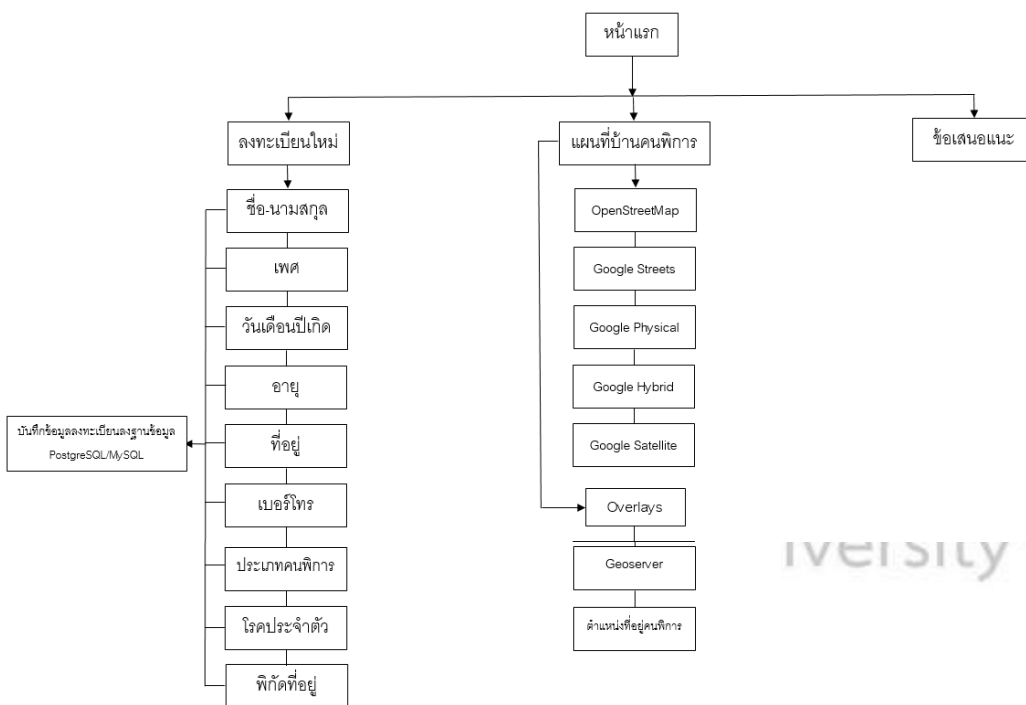 หน้าแรก
ลงทะเบียนใหม่
แผนที่บ้านคนพิการ
ข้อเสนอแนะ
ชื่อ-นามสกุล
เพศ
วันเดือนปีเกิด
อายุ
ที่อยู่
เบอร์โทร
ประเภทคนพิการ
โรคประจำตัว
พิกัดที่อยู่
บันทึกข้อมูลลงทะเบียนลงฐานข้อมูล
PostgreSQL/MySQL
OpenStreetMap
Google Streets
Google Physical
Google Hybrid
Google Satellite
Overlays
Geoserver
ตำแหน่งที่อยู่คนพิการ
iversity